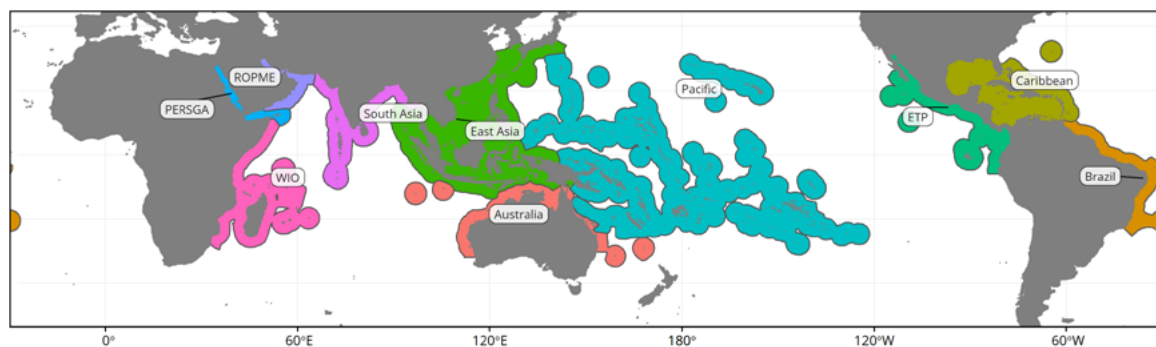 ROPME
PERSGA
South Asia
East Asia
Pacific
Caribbean
ETP
WIO
Brazil
Australia
0°
60°E
120°E
180°
120°W
60°W